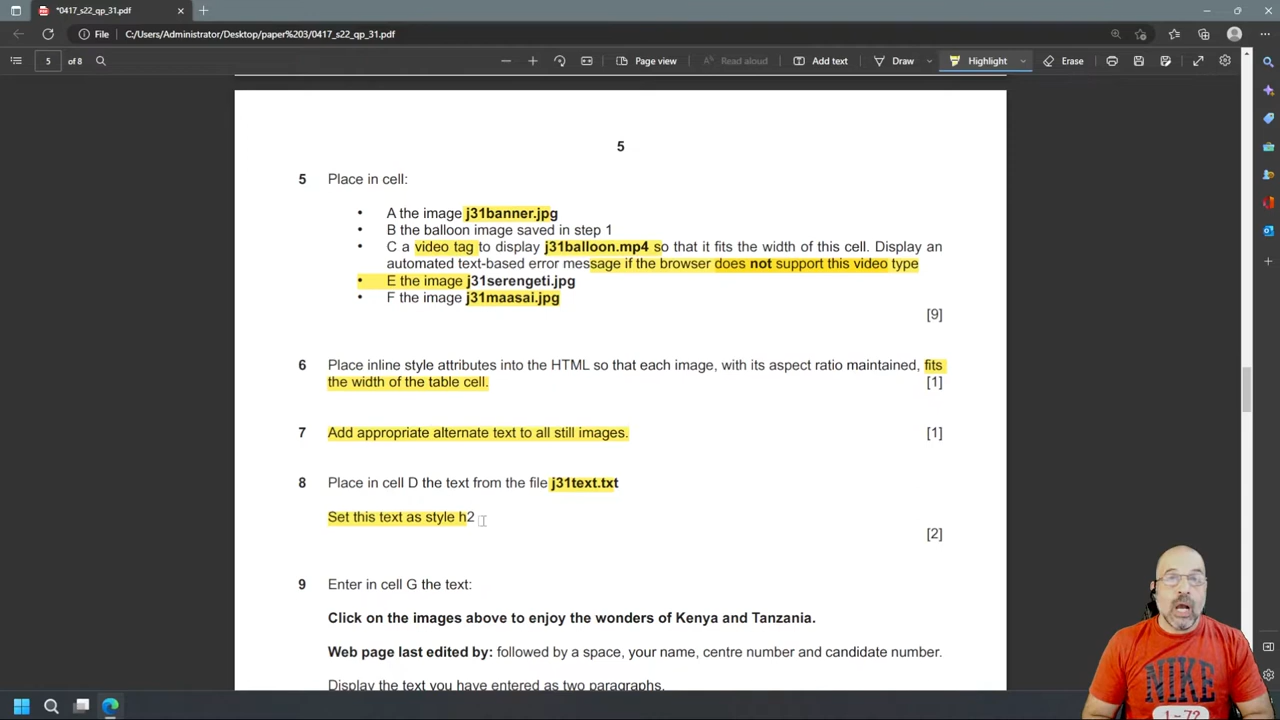 *0417_s22_qp_31.pdf
File
C:/Users/Administrator/Desktop/paper%203/0417_s22_qp_31.pdf
5 of 8
Page view
Read aloud
Add text
Draw
Highlight
Erase
5
5 Place in cell:
• A the image j31banner.jpg
• B the balloon image saved in step 1
• C a video tag to display j31balloon.mp4 so that it fits the width of this cell. Display an
automated text-based error message if the browser does not support this video type
• E the image j31serengeti.jpg
• F the image j31maasai.jpg
[9]
6 Place inline style attributes into the HTML so that each image, with its aspect ratio maintained, fits
the width of the table cell. [1]
7 Add appropriate alternate text to all still images. [1]
8 Place in cell D the text from the file j31text.txt
Set this text as style h2
[2]
9 Enter in cell G the text:
Click on the images above to enjoy the wonders of Kenya and Tanzania.
Web page last edited by: followed by a space, your name, centre number and candidate number.
Display the text you have entered as two paragraphs.
NIKE
1-72